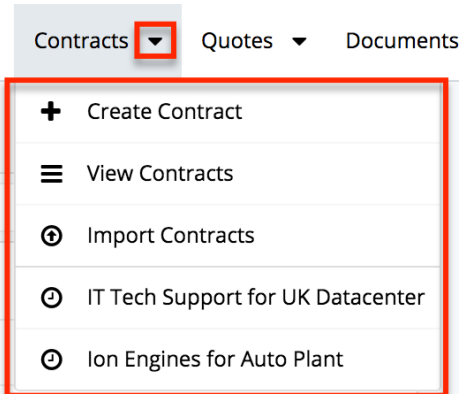 Contracts Quotes Documents
Create Contract
View Contracts
Import Contracts
IT Tech Support for UK Datacenter
Ion Engines for Auto Plant